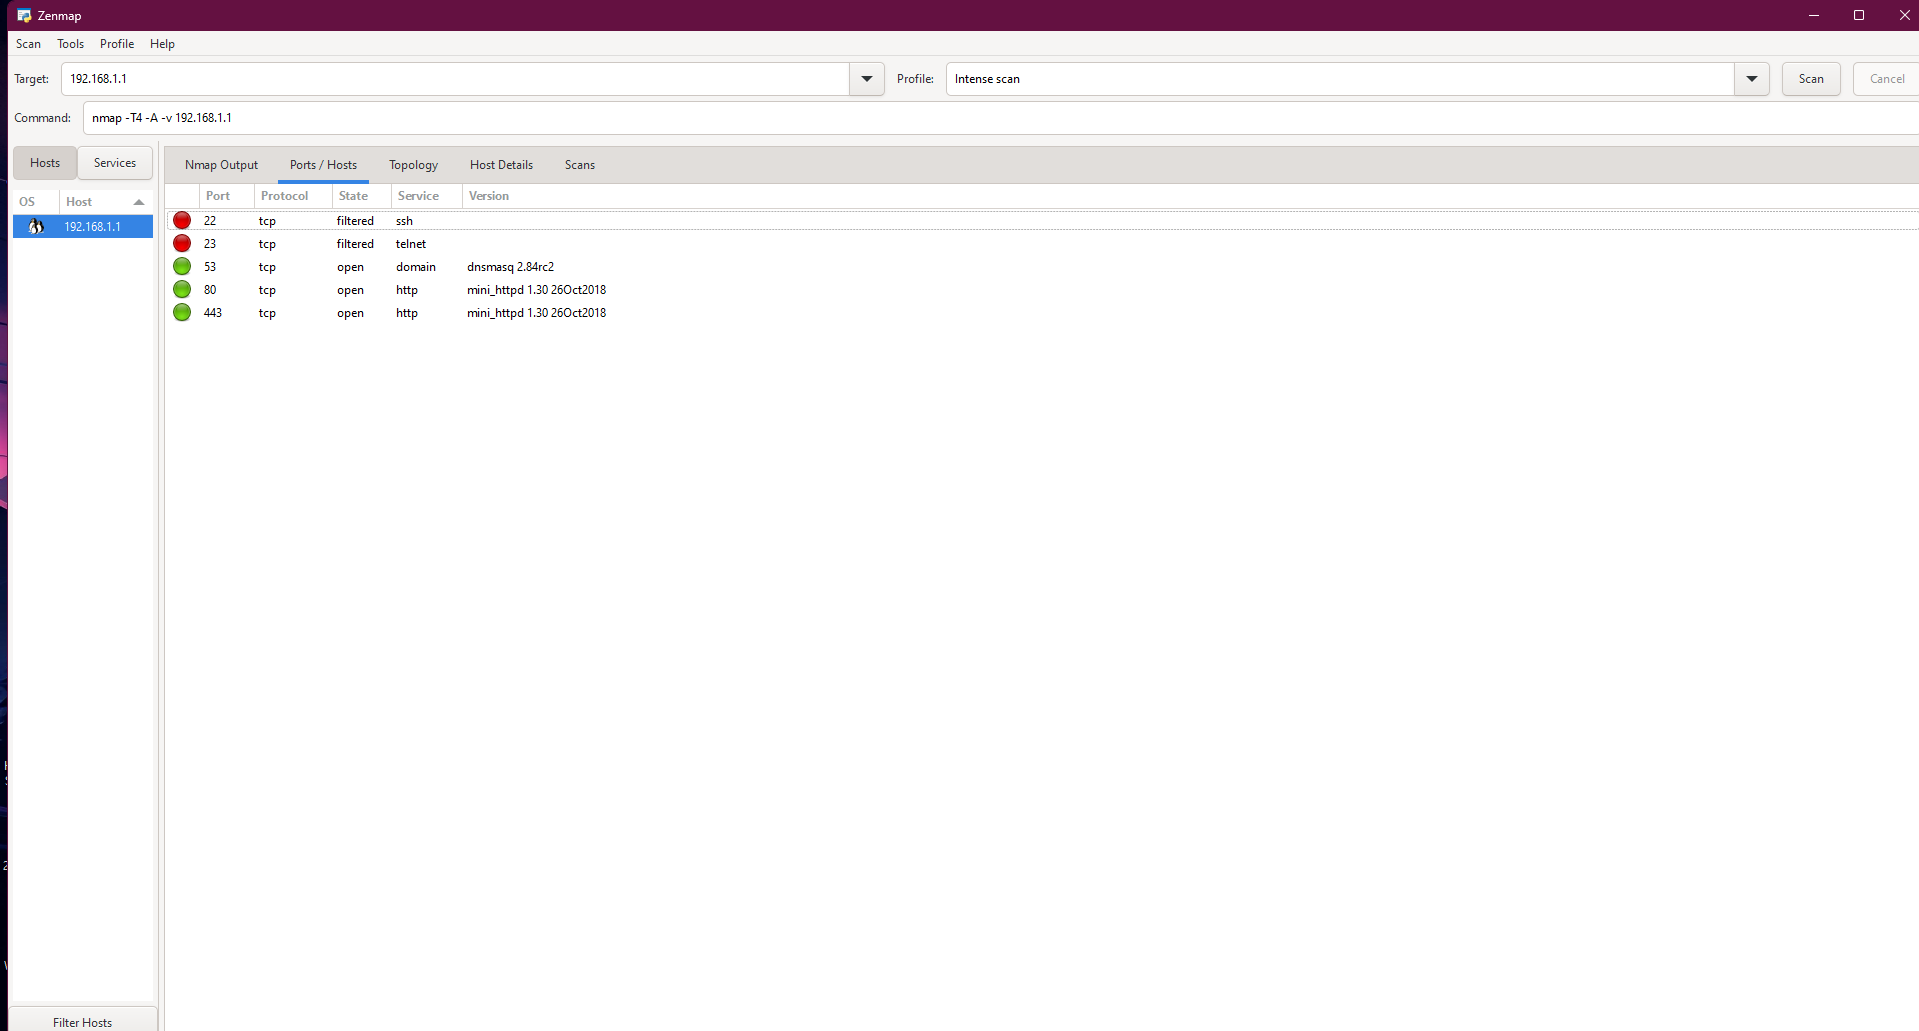 Zenmap
Scan Tools Profile Help
Target: 192.168.1.1 Profile: Intense scan Scan Cancel
Command: nmap -T4 -A -v 192.168.1.1
Hosts Services
Nmap Output Ports / Hosts Topology Host Details Scans
OS Host
192.168.1.1
Port Protocol State Service Version
22 tcp filtered ssh
23 tcp filtered telnet
53 tcp open domain dnsmasq 2.84rc2
80 tcp open http mini_httpd 1.30 26Oct2018
443 tcp open http mini_httpd 1.30 26Oct2018
Filter Hosts